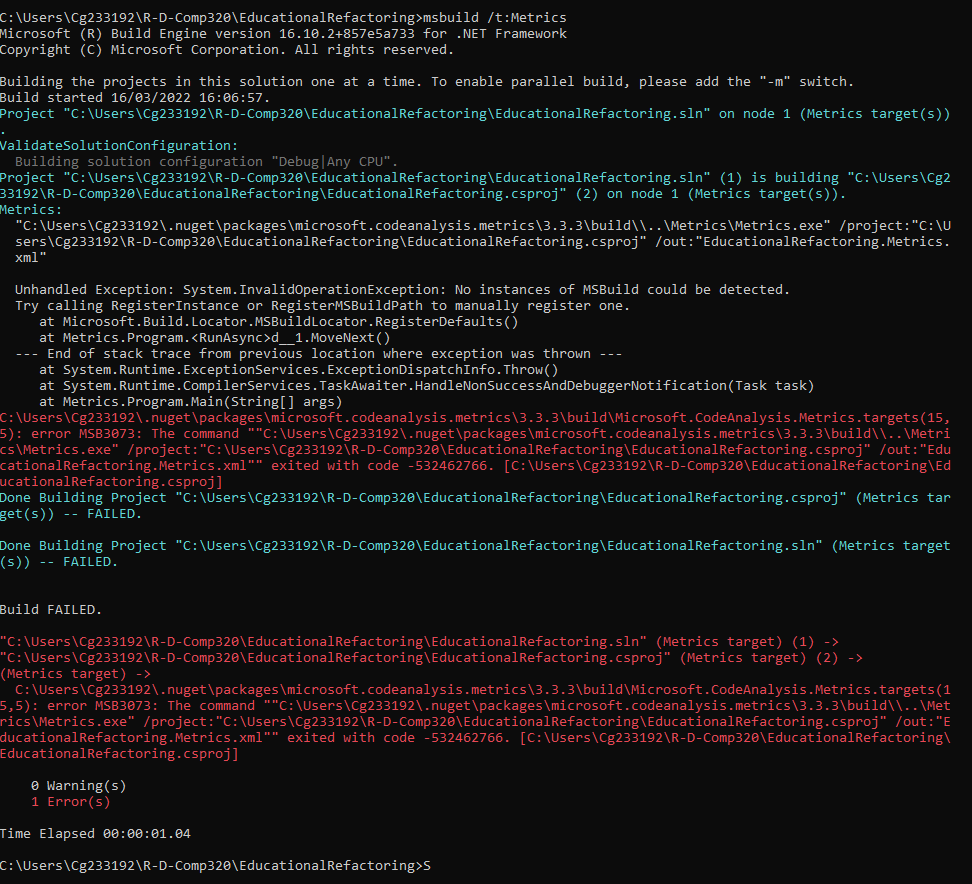 C:\Users\Cg233192\R-D-Comp320\EducationalRefactoring>msbuild /t:Metrics
Microsoft (R) Build Engine version 16.10.2+857e5a733 for .NET Framework
Copyright (C) Microsoft Corporation. All rights reserved.

Building the projects in this solution one at a time. To enable parallel build, please add the "-m" switch.
Build started 16/03/2022 16:06:57.
Project "C:\Users\Cg233192\R-D-Comp320\EducationalRefactoring\EducationalRefactoring.sln" on node 1 (Metrics target(s))
.
ValidateSolutionConfiguration:
  Building solution configuration "Debug|Any CPU".
Project "C:\Users\Cg233192\R-D-Comp320\EducationalRefactoring\EducationalRefactoring.sln" (1) is building "C:\Users\Cg2
33192\R-D-Comp320\EducationalRefactoring\EducationalRefactoring.csproj" (2) on node 1 (Metrics target(s)).
Metrics:
  "C:\Users\Cg233192\.nuget\packages\microsoft.codeanalysis.metrics\3.3.3\build\\..\Metrics\Metrics.exe" /project:"C:\U
  sers\Cg233192\R-D-Comp320\EducationalRefactoring\EducationalRefactoring.csproj" /out:"EducationalRefactoring.Metrics.
  xml"

  Unhandled Exception: System.InvalidOperationException: No instances of MSBuild could be detected.
  Try calling RegisterInstance or RegisterMSBuildPath to manually register one.
     at Microsoft.Build.Locator.MSBuildLocator.RegisterDefaults()
     at Metrics.Program.<RunAsync>d__1.MoveNext()
  --- End of stack trace from previous location where exception was thrown ---
     at System.Runtime.ExceptionServices.ExceptionDispatchInfo.Throw()
     at System.Runtime.CompilerServices.TaskAwaiter.HandleNonSuccessAndDebuggerNotification(Task task)
     at Metrics.Program.Main(String[] args)
C:\Users\Cg233192\.nuget\packages\microsoft.codeanalysis.metrics\3.3.3\build\Microsoft.CodeAnalysis.Metrics.targets(15,
5): error MSB3073: The command ""C:\Users\Cg233192\.nuget\packages\microsoft.codeanalysis.metrics\3.3.3\build\\..\Metri
cs\Metrics.exe" /project:"C:\Users\Cg233192\R-D-Comp320\EducationalRefactoring\EducationalRefactoring.csproj" /out:"Edu
cationalRefactoring.Metrics.xml"" exited with code -532462766. [C:\Users\Cg233192\R-D-Comp320\EducationalRefactoring\Ed
ucationalRefactoring.csproj]
Done Building Project "C:\Users\Cg233192\R-D-Comp320\EducationalRefactoring\EducationalRefactoring.csproj" (Metrics tar
get(s)) -- FAILED.

Done Building Project "C:\Users\Cg233192\R-D-Comp320\EducationalRefactoring\EducationalRefactoring.sln" (Metrics target
(s)) -- FAILED.

Build FAILED.

"C:\Users\Cg233192\R-D-Comp320\EducationalRefactoring\EducationalRefactoring.sln" (Metrics target) (1) ->
"C:\Users\Cg233192\R-D-Comp320\EducationalRefactoring\EducationalRefactoring.csproj" (Metrics target) (2) ->
(Metrics target) ->
  C:\Users\Cg233192\.nuget\packages\microsoft.codeanalysis.metrics\3.3.3\build\Microsoft.CodeAnalysis.Metrics.targets(1
5,5): error MSB3073: The command ""C:\Users\Cg233192\.nuget\packages\microsoft.codeanalysis.metrics\3.3.3\build\\..\Met
rics\Metrics.exe" /project:"C:\Users\Cg233192\R-D-Comp320\EducationalRefactoring\EducationalRefactoring.csproj" /out:"E
ducationalRefactoring.Metrics.xml"" exited with code -532462766. [C:\Users\Cg233192\R-D-Comp320\EducationalRefactoring\
EducationalRefactoring.csproj]

    0 Warning(s)
    1 Error(s)

Time Elapsed 00:00:01.04

C:\Users\Cg233192\R-D-Comp320\EducationalRefactoring>S